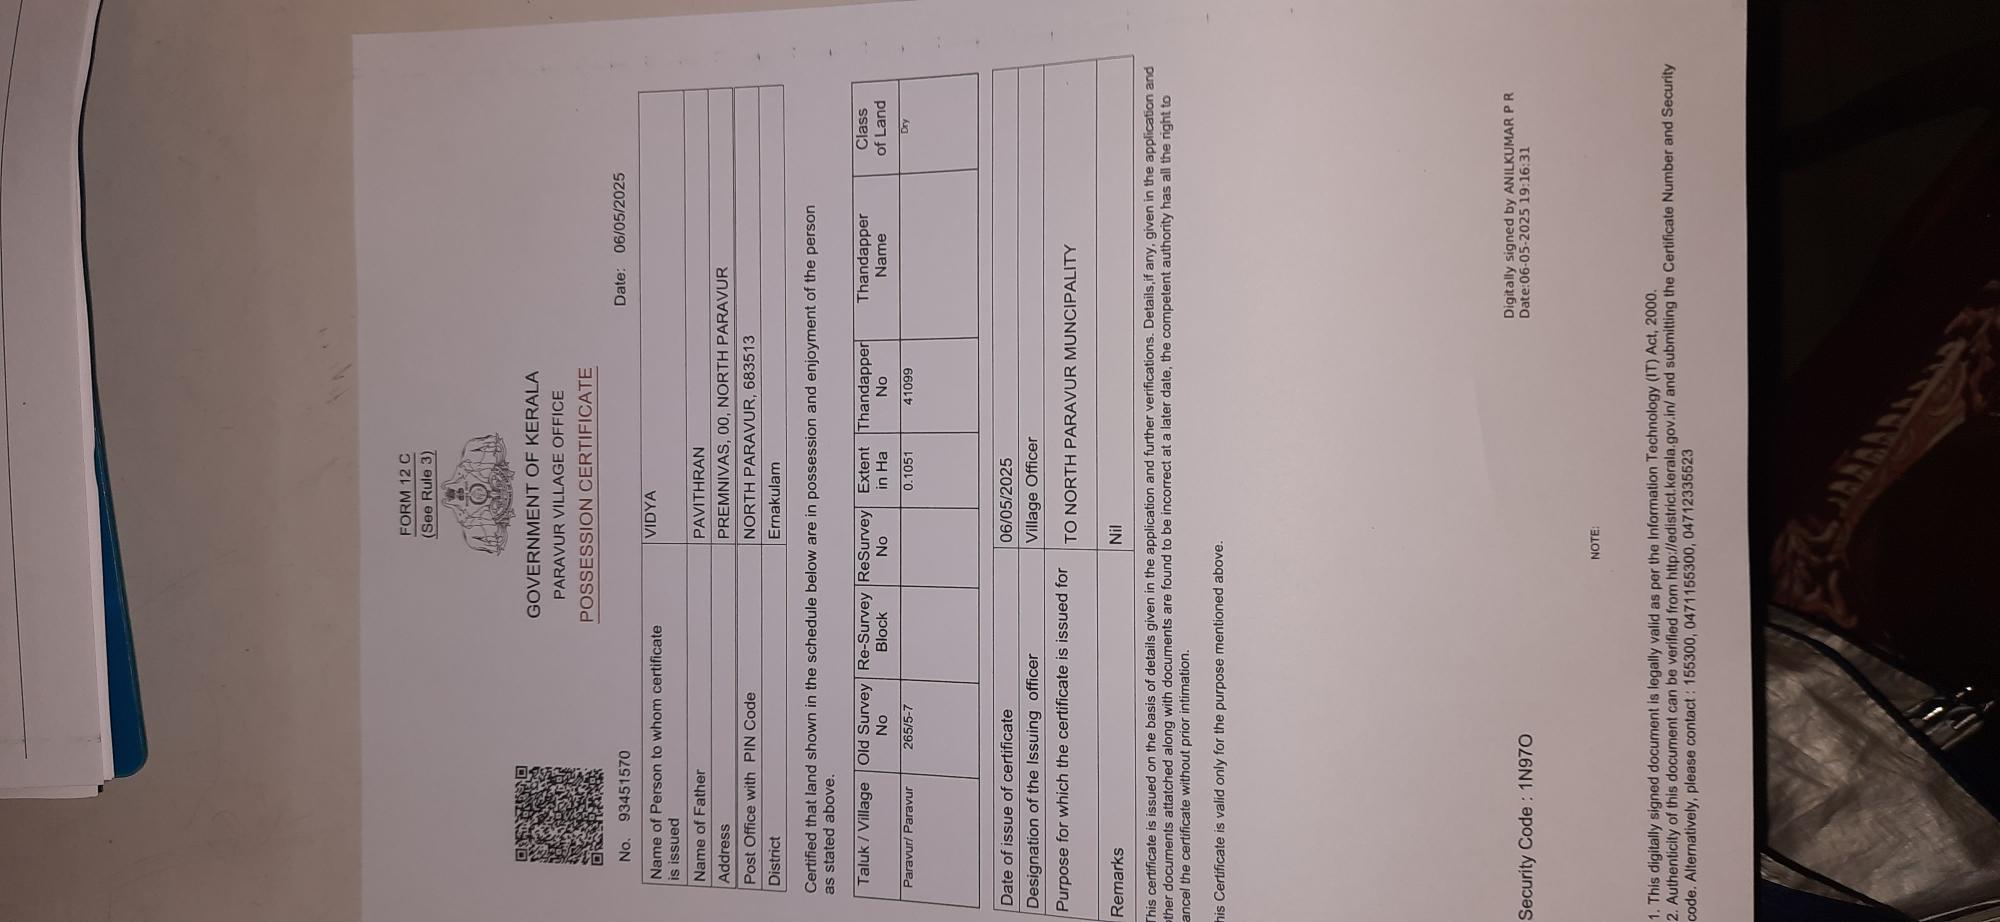 FORM 12 C
(See Rule 3)
GOVERNMENT OF KERALA
PARAVUR VILLAGE OFFICE
POSSESSION CERTIFICATE
No. 93451570
Date: 06/05/2025
Name of Person to whom certificate is issued VIDYA
Name of Father PAVITHRAN
Address PREMNIVAS, 00, NORTH PARAVUR
Post Office with PIN Code NORTH PARAVUR, 683513
District Ernakulam
Certified that land shown in the schedule below are in possession and enjoyment of the person
as stated above.
Taluk / Village Old Survey No Re-Survey Block ReSurvey No Extent in Ha Thandapper No Thandapper Name Class of Land
Paravur/ Paravur 265/5-7 0.1051 41099 Dry
Date of issue of certificate 06/05/2025
Designation of the Issuing officer Village Officer
Purpose for which the certificate is issued for TO NORTH PARAVUR MUNCIPALITY
Remarks Nil
This certificate is issued on the basis of details given in the application and further verifications. Details,if any, given in the application and
other documents attatched along with documents are found to be incorrect at a later date, the competent authority has all the right to
ancel the certificate without prior intimation.
his Certificate is valid only for the purpose mentioned above.
Security Code : 1N97O
Digitally signed by ANILKUMAR P R
Date:06-05-2025 19:16:31
NOTE:
1. This digitally signed document is legally valid as per the Information Technology (IT) Act, 2000.
2. Authenticity of this document can be verified from http://edistrict.kerala.gov.in/ and submitting the Certificate Number and Security
code. Alternatively, please contact : 155300, 0471155300, 04712335523